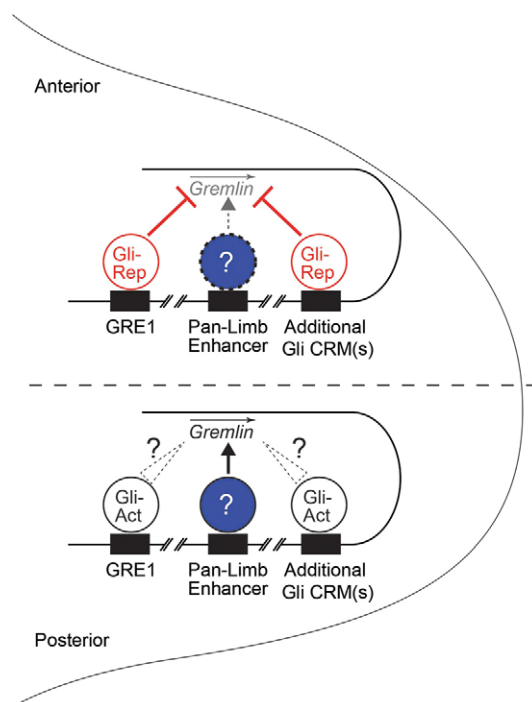 Anterior
Gremlin
Gli-
Rep
?
Gli-
Rep
GRE1
Pan-Limb
Enhancer
Additional
Gli CRM(s)
Gremlin
?
?
Gli-
Act
?
Gli-
Act
GRE1
Pan-Limb
Enhancer
Additional
Gli CRM(s)
Posterior